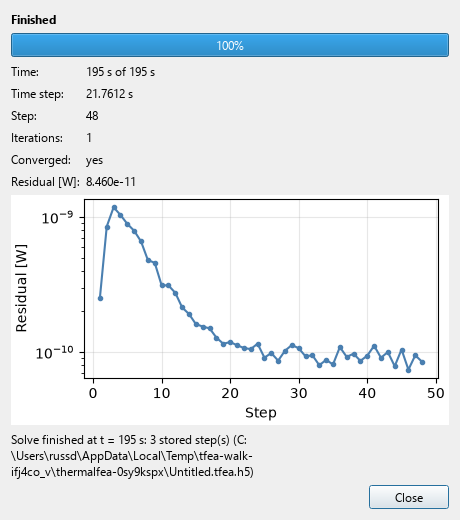 Finished
100%
Time: 195 s of 195 s
Time step: 21.7612 s
Step: 48
Iterations: 1
Converged: yes
Residual [W]: 8.460e-11
10⁻⁹
10⁻¹⁰
Residual [W]
0 10 20 30 40 50
Step
Solve finished at t = 195 s: 3 stored step(s) (C:
\Users\russd\AppData\Local\Temp\tfea-walk-
ifj4co_v\thermalfea-0sy9kspx\Untitled.tfea.h5)
Close